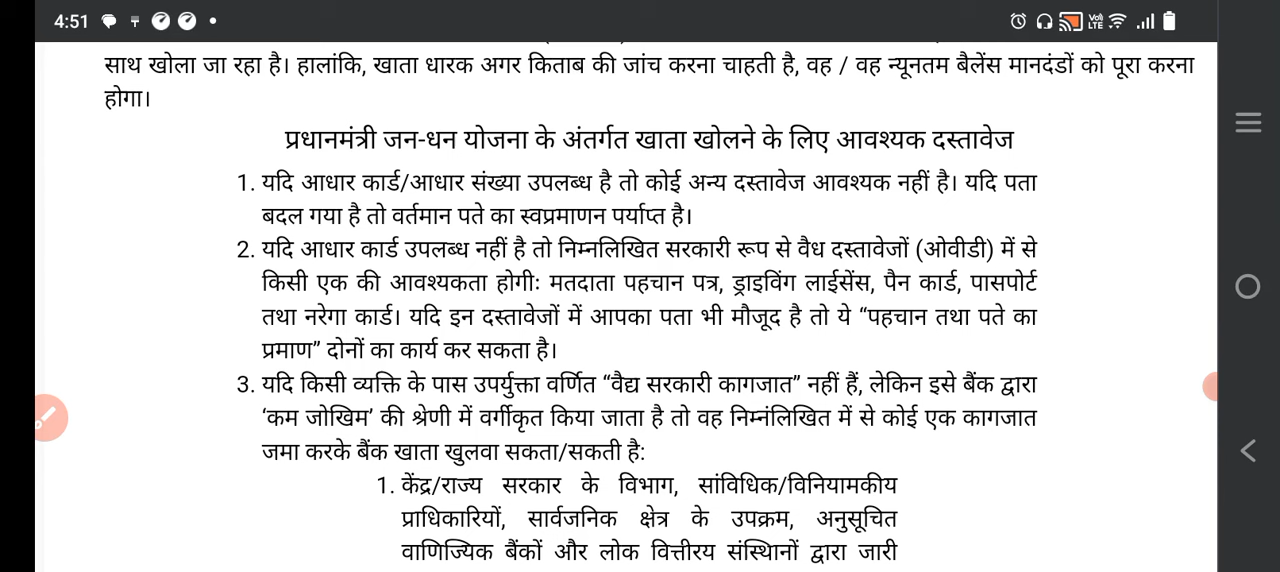 4:51
साथ खोला जा रहा है। हालांकि, खाता धारक अगर किताब की जांच करना चाहती है, वह / वह न्यूनतम बैलेंस मानदंडों को पूरा करना
होगा।
प्रधानमंत्री जन-धन योजना के अंतर्गत खाता खोलने के लिए आवश्यक दस्तावेज
1. यदि आधार कार्ड/आधार संख्या उपलब्ध है तो कोई अन्य दस्तावेज आवश्यक नहीं है। यदि पता
बदल गया है तो वर्तमान पते का स्वप्रमाणन पर्याप्त है।
2. यदि आधार कार्ड उपलब्ध नहीं है तो निम्नलिखित सरकारी रूप से वैध दस्तावेजों (ओवीडी) में से
किसी एक की आवश्यकता होगीः मतदाता पहचान पत्र, ड्राइविंग लाईसेंस, पैन कार्ड, पासपोर्ट
तथा नरेगा कार्ड। यदि इन दस्तावेजों में आपका पता भी मौजूद है तो ये “पहचान तथा पते का
प्रमाण” दोनों का कार्य कर सकता है।
3. यदि किसी व्यक्ति के पास उपर्युक्ता वर्णित “वैद्य सरकारी कागजात” नहीं हैं, लेकिन इसे बैंक द्वारा
‘कम जोखिम’ की श्रेणी में वर्गीकृत किया जाता है तो वह निम्नंलिखित में से कोई एक कागजात
जमा करके बैंक खाता खुलवा सकता/सकती है:
1. केंद्र/राज्य सरकार के विभाग, सांविधिक/विनियामकीय
प्राधिकारियों, सार्वजनिक क्षेत्र के उपक्रम, अनुसूचित
वाणिज्यिक बैंकों और लोक वित्तीरय संस्थिानों द्वारा जारी